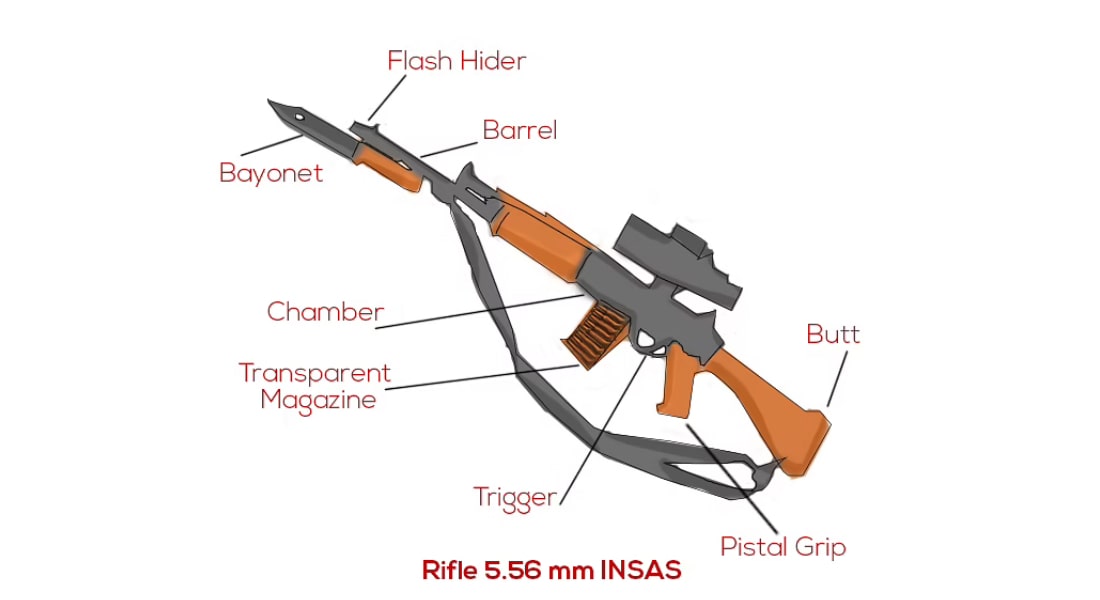 Flash Hider
Barrel
Bayonet
Chamber
Butt
Transparent
Magazine
Trigger
Pistal Grip
Rifle 5.56 mm INSAS